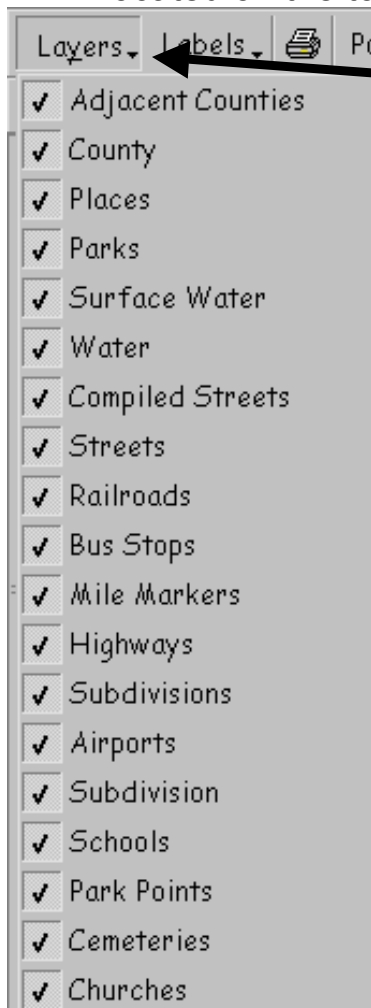 Layers Labels
Adjacent Counties
County
Places
Parks
Surface Water
Water
Compiled Streets
Streets
Railroads
Bus Stops
Mile Markers
Highways
Subdivisions
Airports
Subdivision
Schools
Park Points
Cemeteries
Churches